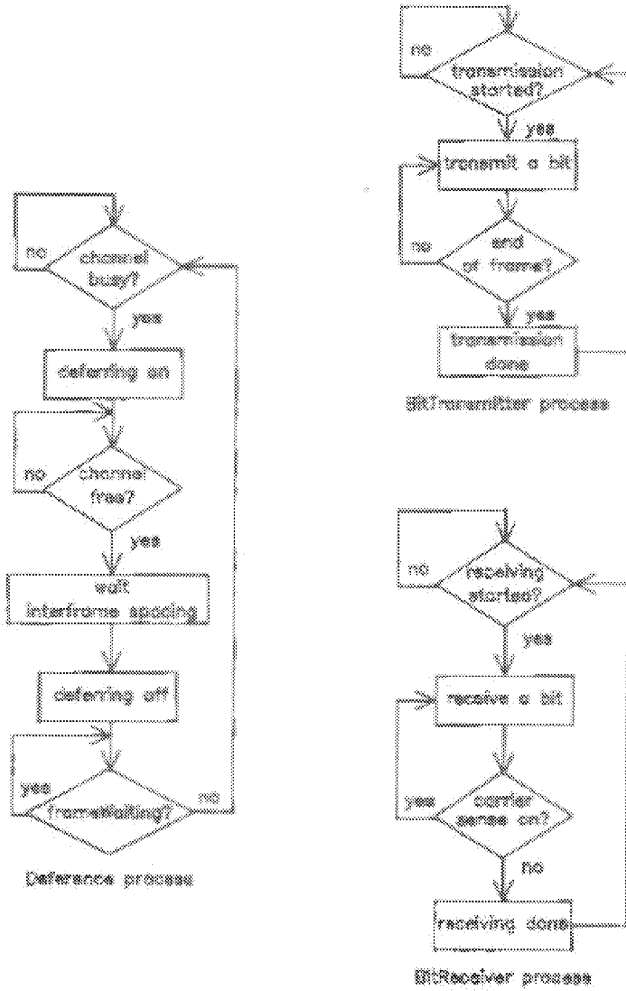 no
channel
busy?
yes
deferring on
no
channel
free?
yes
wait
interframe spacing
deferring off
yes
frameWaiting?
no
Deference process
no
transmission
started?
yes
transmit a bit
no
end
of frame?
yes
transmission
done
BitTransmitter process
no
receiving
started?
yes
receive a bit
yes
carrier
sense on?
no
receiving done
BitReceiver process